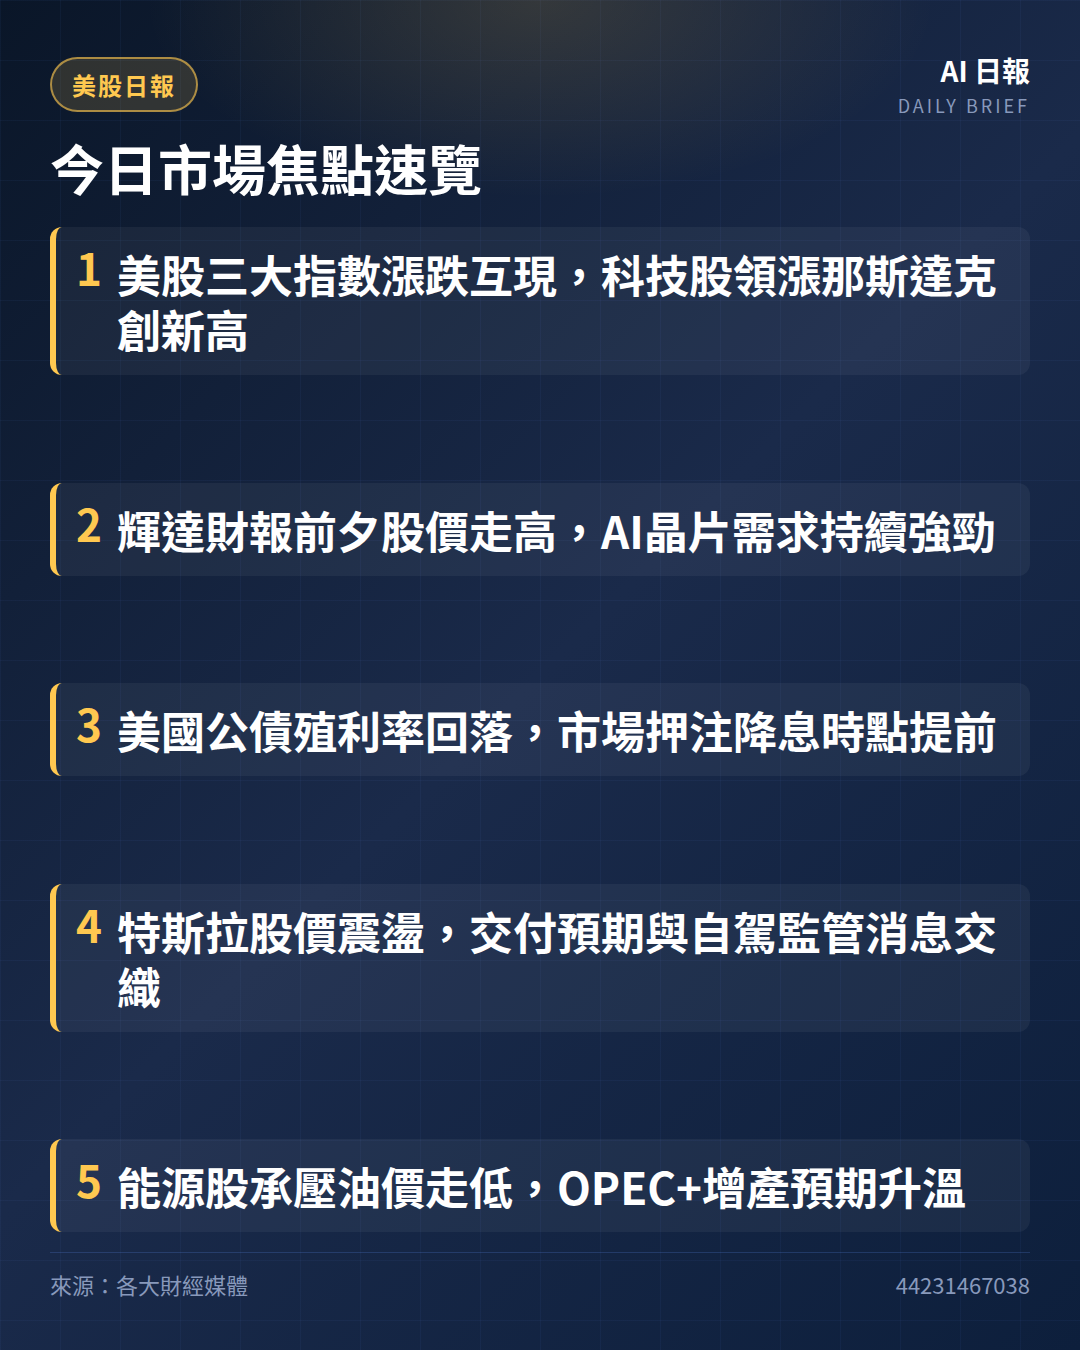 美股日報
AI 日報
DAILY BRIEF
今日市場焦點速覽
1 美股三大指數漲跌互現，科技股領漲那斯達克
創新高
2 輝達財報前夕股價走高，AI晶片需求持續強勁
3 美國公債殖利率回落，市場押注降息時點提前
4 特斯拉股價震盪，交付預期與自駕監管消息交
織
5 能源股承壓油價走低，OPEC+增產預期升溫
來源：各大財經媒體
44231467038